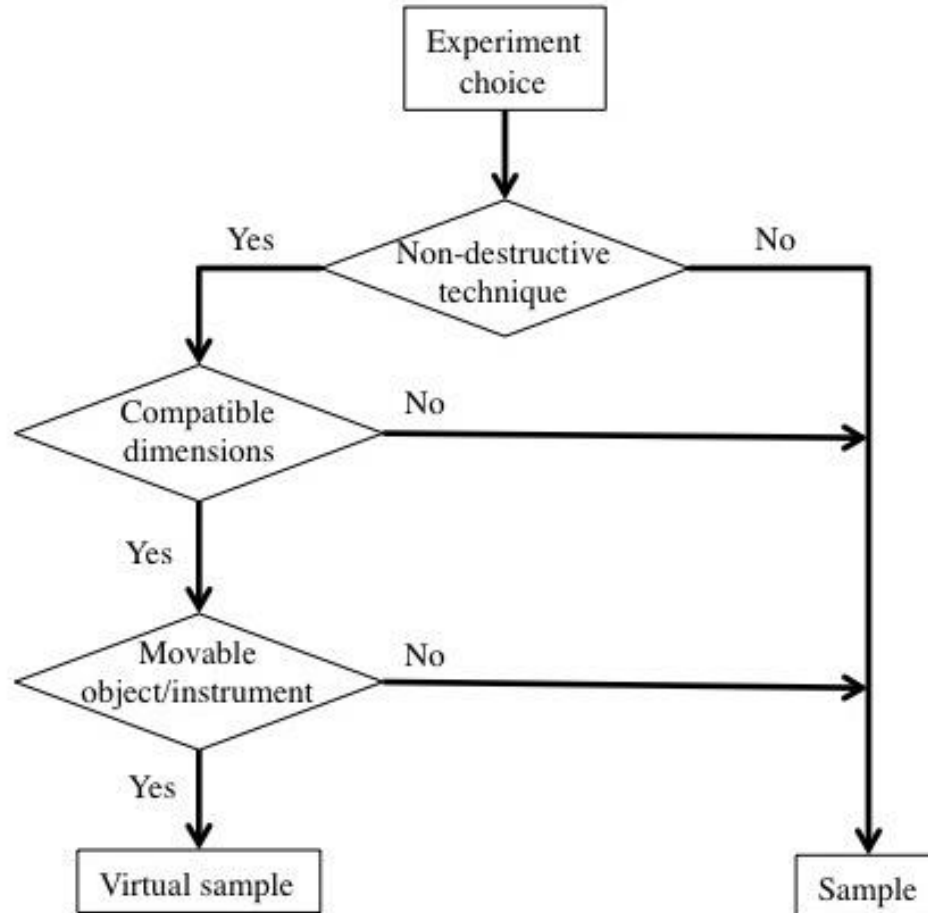 Experiment
choice
Yes
No
Non-destructive
technique
Compatible
dimensions
No
Yes
Movable
object/instrument
No
Yes
Virtual sample
Sample